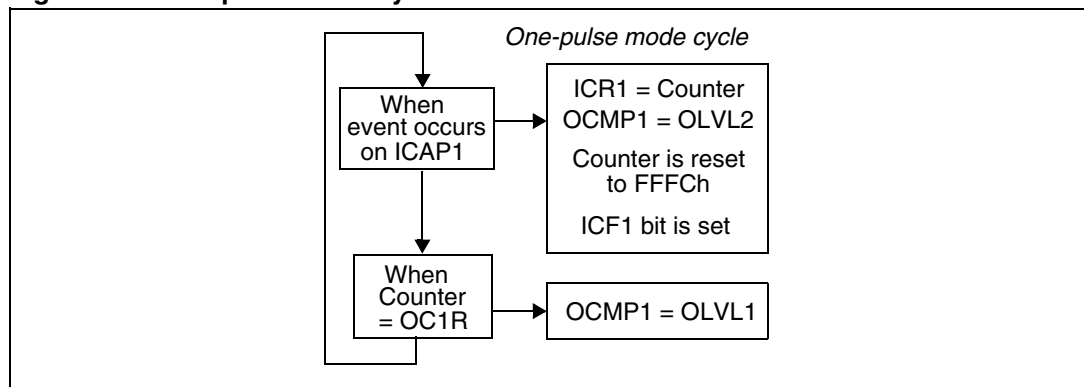 One-pulse mode cycle
When
event occurs
on ICAP1
ICR1 = Counter
OCMP1 = OLVL2
Counter is reset
to FFFCh
ICF1 bit is set
When
Counter
= OC1R
OCMP1 = OLVL1